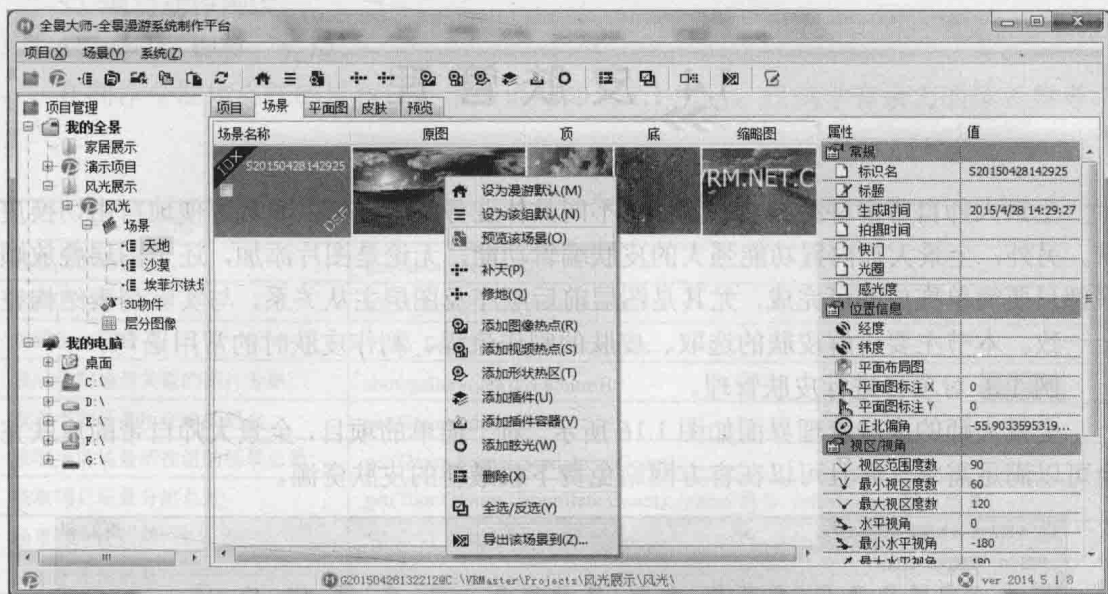 全景大师-全景漫游系统制作平台
项目(X) 场景(Y) 系统(Z)
项目管理
我的全景
家居展示
演示项目
风光展示
风光
场景
天地
沙漠
埃菲尔铁
3D物件
层分图像
我的电脑
桌面
C:\
D:\
E:\
F:\
G:\
项目 场景 平面图 皮肤 预览
场景名称 原图 顶 底 缩略图
IDX
S20150428142925
DEF
VRM.NET.C
设为漫游默认(M)
设为该组默认(N)
预览该场景(O)
补天(P)
修地(Q)
添加图像热点(R)
添加视频热点(S)
添加形状热区(T)
添加插件(U)
添加插件容器(V)
添加眩光(W)
删除(X)
全选/反选(Y)
导出该场景到(Z)...
属性 值
常规
标识名 S20150428142925
标题
生成时间 2015/4/28 14:29:27
拍摄时间
快门
光圈
感光度
位置信息
经度
纬度
平面布局图
平面图标注X 0
平面图标注Y 0
正北偏角 -55.9033595319...
视区/视角
视区范围度数 90
最小视区度数 60
最大视区度数 120
水平视角 0
最小水平视角 -180
最大水平视角 180
G20150428132212@C:\VRMaster\Projects\风光展示\风光\
ver 2014 5 1 8